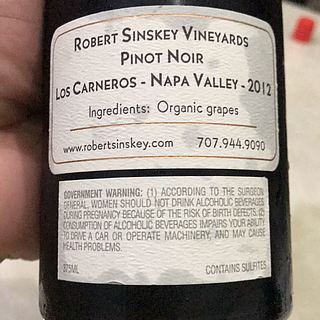 ROBERT SINSKEY VINEYARDS
PINOT NOIR
LOS CARNEROS - NAPA VALLEY - 2012
Ingredients: Organic grapes
www.robertsinskey.com 707.944.9090
GOVERNMENT WARNING: (1) ACCORDING TO THE SURGEON
GENERAL, WOMEN SHOULD NOT DRINK ALCOHOLIC BEVERAGES
DURING PREGNANCY BECAUSE OF THE RISK OF BIRTH DEFECTS. (2)
CONSUMPTION OF ALCOHOLIC BEVERAGES IMPAIRS YOUR ABILITY
TO DRIVE A CAR OR OPERATE MACHINERY, AND MAY CAUSE
HEALTH PROBLEMS.
375ML CONTAINS SULFITES